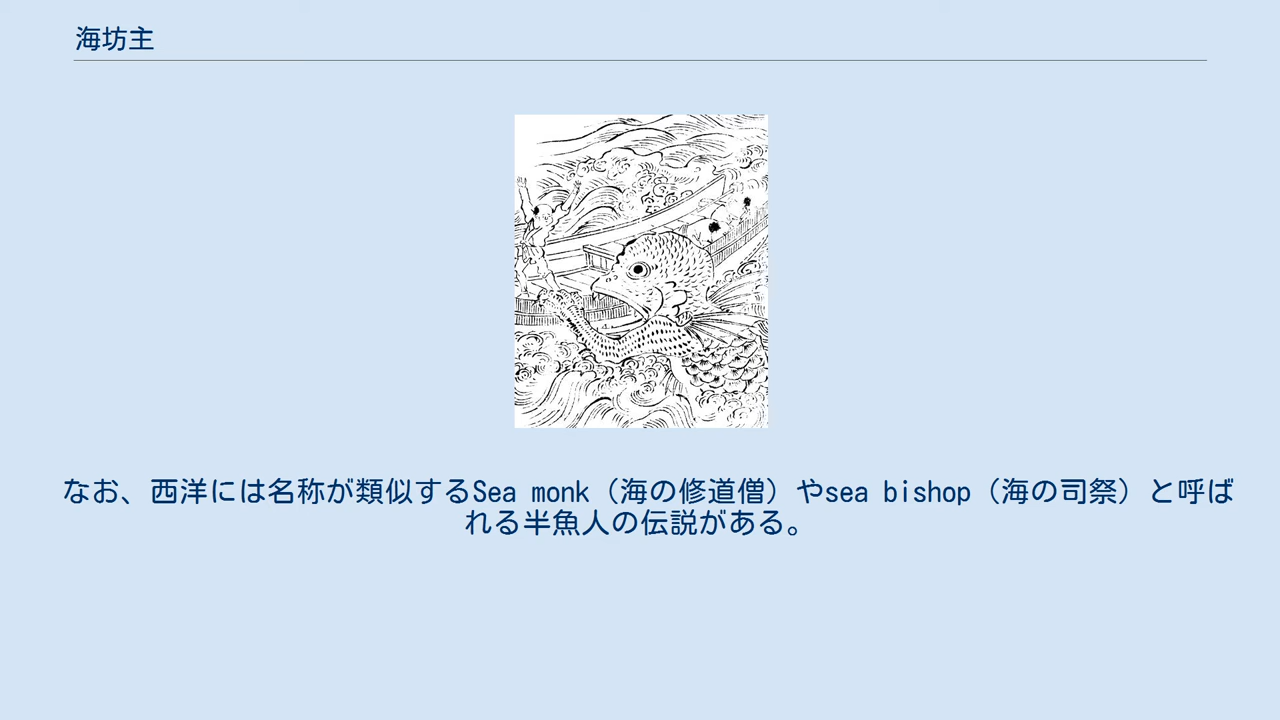 海坊主
なお、西洋には名称が類似するSea monk（海の修道僧）やsea bishop（海の司祭）と呼ば
れる半魚人の伝説がある。